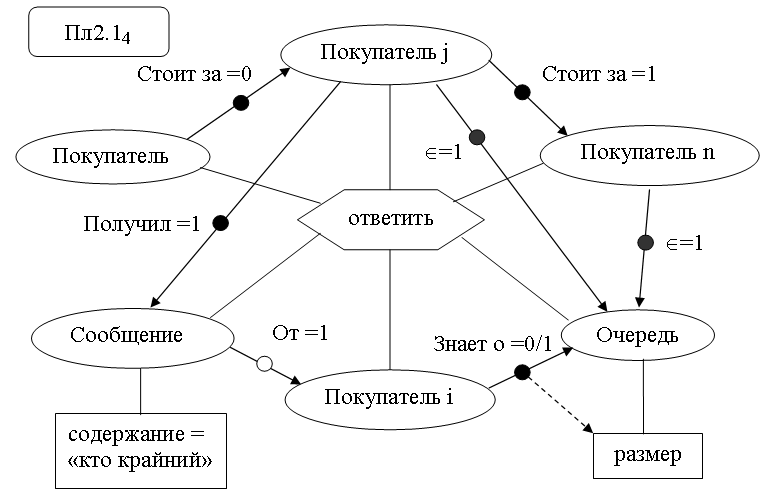 Пл2.1₄
Покупатель j
Стоит за =0
Стоит за =1
Покупатель
∈=1
Покупатель n
Получил =1
ответить
∈=1
Сообщение
От =1
Знает о =0/1
Очередь
Покупатель i
содержание =
«кто крайний»
размер